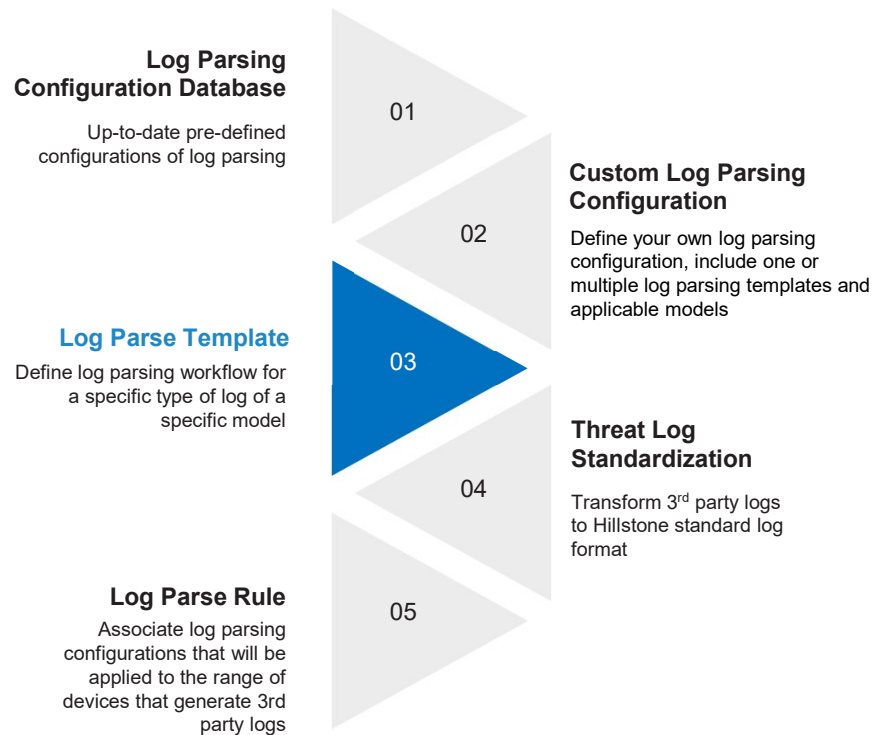 Log Parsing
Configuration Database
Up-to-date pre-defined
configurations of log parsing
01
02
Custom Log Parsing
Configuration
Define your own log parsing
configuration, include one or
multiple log parsing templates and
applicable models
Log Parse Template
Define log parsing workflow for
a specific type of log of a
specific model
03
04
Threat Log
Standardization
Transform 3rd party logs
to Hillstone standard log
format
Log Parse Rule
Associate log parsing
configurations that will be
applied to the range of
devices that generate 3rd
party logs
05